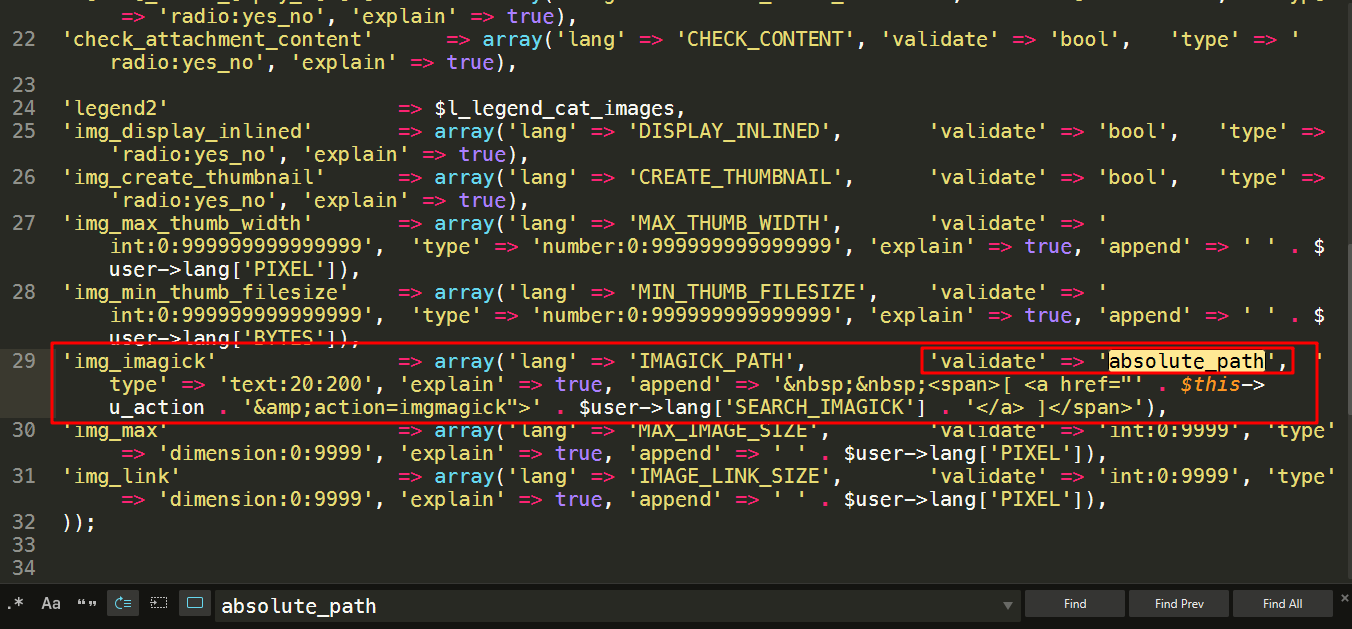 => 'radio:yes_no', 'explain' => true),
22 'check_attachment_content' => array('lang' => 'CHECK_CONTENT', 'validate' => 'bool', 'type' => '
radio:yes_no', 'explain' => true),
23
24 'legend2' => $l_legend_cat_images,
25 'img_display_inlined' => array('lang' => 'DISPLAY_INLINED', 'validate' => 'bool', 'type' =>
'radio:yes_no', 'explain' => true),
26 'img_create_thumbnail' => array('lang' => 'CREATE_THUMBNAIL', 'validate' => 'bool', 'type' =>
'radio:yes_no', 'explain' => true),
27 'img_max_thumb_width' => array('lang' => 'MAX_THUMB_WIDTH', 'validate' => '
int:0:999999999999999', 'type' => 'number:0:999999999999999', 'explain' => true, 'append' => ' ' . $
user->lang['PIXEL']),
28 'img_min_thumb_filesize' => array('lang' => 'MIN_THUMB_FILESIZE', 'validate' => '
int:0:999999999999999', 'type' => 'number:0:999999999999999', 'explain' => true, 'append' => ' ' . $
user->lang['BYTES']),
29 'img_imagick' => array('lang' => 'IMAGICK_PATH', 'validate' => 'absolute_path', '
type' => 'text:20:200', 'explain' => true, 'append' => '&nbsp;&nbsp;<span>[ <a href="' . $this->
u_action . '&amp;action=imgmagick">' . $user->lang['SEARCH_IMAGICK'] . '</a> ]</span>'),
30 'img_max' => array('lang' => 'MAX_IMAGE_SIZE', 'validate' => 'int:0:9999', 'type'
=> 'dimension:0:9999', 'explain' => true, 'append' => ' ' . $user->lang['PIXEL']),
31 'img_link' => array('lang' => 'IMAGE_LINK_SIZE', 'validate' => 'int:0:9999', 'type'
=> 'dimension:0:9999', 'explain' => true, 'append' => ' ' . $user->lang['PIXEL']),
32 ));
33
34
.* Aa “” absolute_path Find Find Prev Find All ×